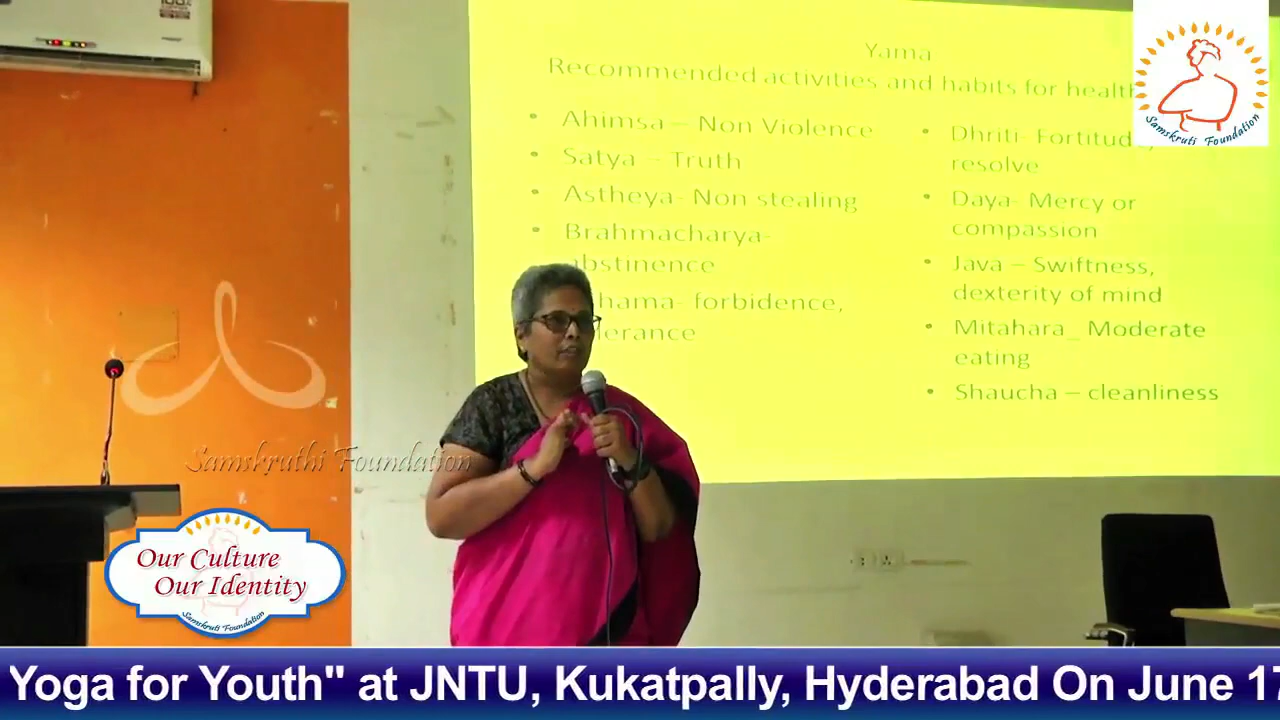 Yama
Recommended activities and habits for health
Ahimsa – Non Violence
Satya – Truth
Astheya- Non stealing
Brahmacharya-
abstinence
hama- forbidence,
lerance
Dhriti- Fortitud
resolve
Daya- Mercy or
compassion
Java – Swiftness,
dexterity of mind
Mitahara_ Moderate
eating
Shaucha – cleanliness
Samskruti Foundation
Samskruthi Foundation
Our Culture
Our Identity
Samskruti Foundation
Yoga for Youth" at JNTU, Kukatpally, Hyderabad On June 17